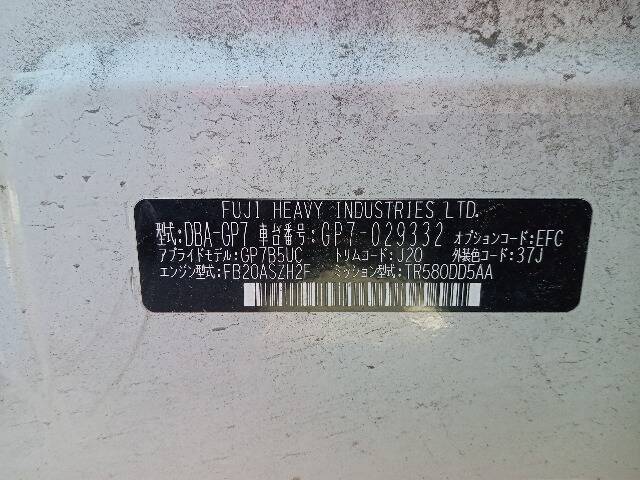 FUJI HEAVY INDUSTRIES LTD.
型式:DBA-GP7 車台番号:GP7-029332 オプションコード:EFC
アプライドモデル:GP7B5UC トリムコード:J20 外装色コード:37J
エンジン型式:FB20ASZH2F ミッション型式:TR580DD5AA